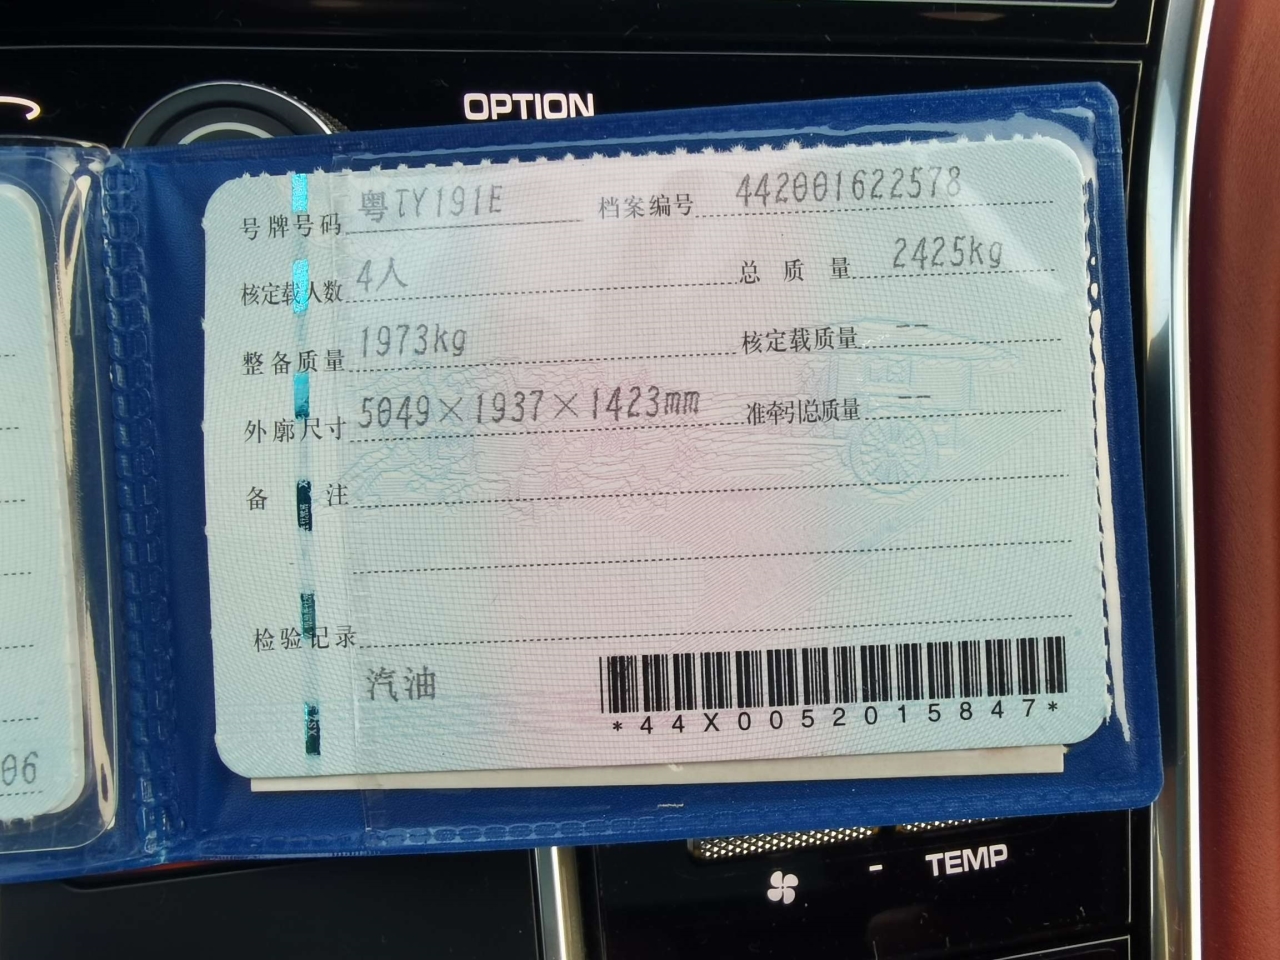 OPTION
号牌号码 粤TY191E 档案编号 442001622578
核定载人数 4人 总质量 2425kg
整备质量 1973kg 核定载质量 --
外廓尺寸 5049×1937×1423mm 准牵引总质量 --
备注
检验记录
汽油
*44X0052015847*
06
- TEMP